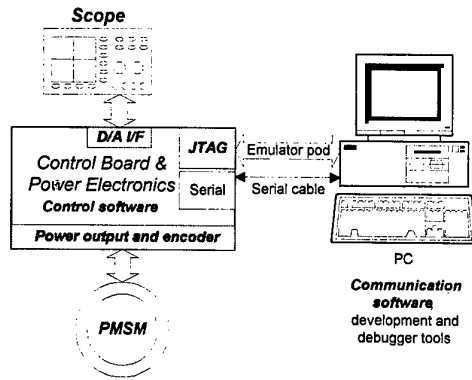 Scope
D/A I/F
JTAG
Control Board &
Power Electronics
Control software
Serial
Power output and encoder
PMSM
Emulator pod
Serial cable
PC
Communication
software,
development and
debugger tools